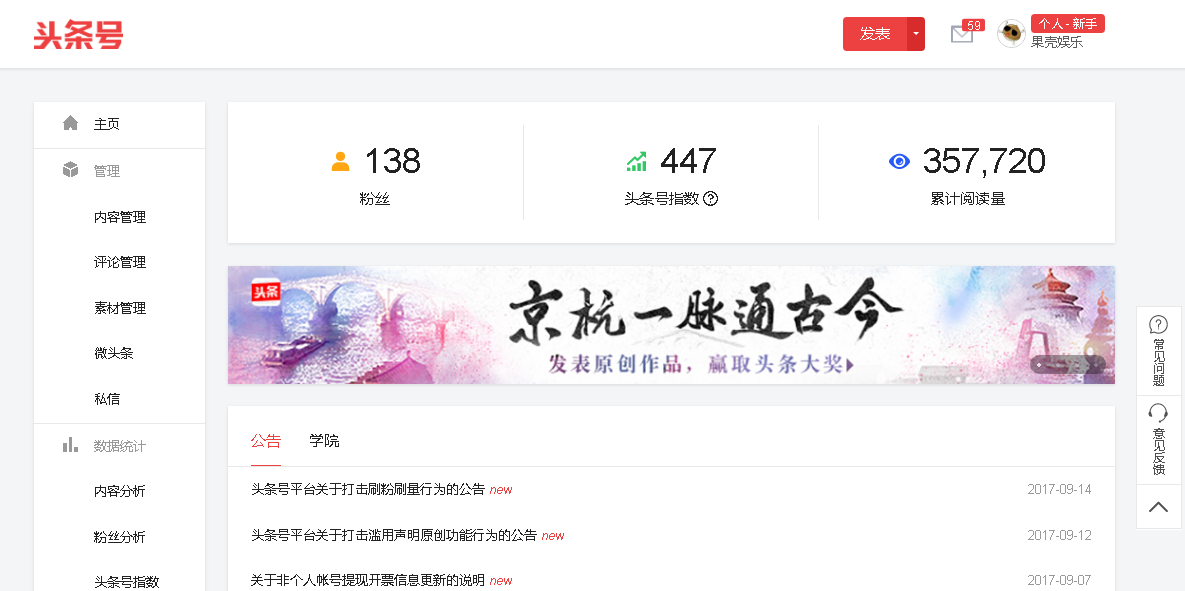 头条号
发表
59
个人 - 新手
果壳娱乐
主页
管理
内容管理
评论管理
素材管理
微头条
私信
数据统计
内容分析
粉丝分析
头条号指数
138
粉丝
447
头条号指数 ?
357,720
累计阅读量
头条
京杭一脉通古今
发表原创作品，赢取头条大奖
公告 学院
头条号平台关于打击刷粉刷量行为的公告 new 2017-09-14
头条号平台关于打击滥用声明原创功能行为的公告 new 2017-09-12
关于非个人帐号提现开票信息更新的说明 new 2017-09-07
?
常见问题
意见反馈